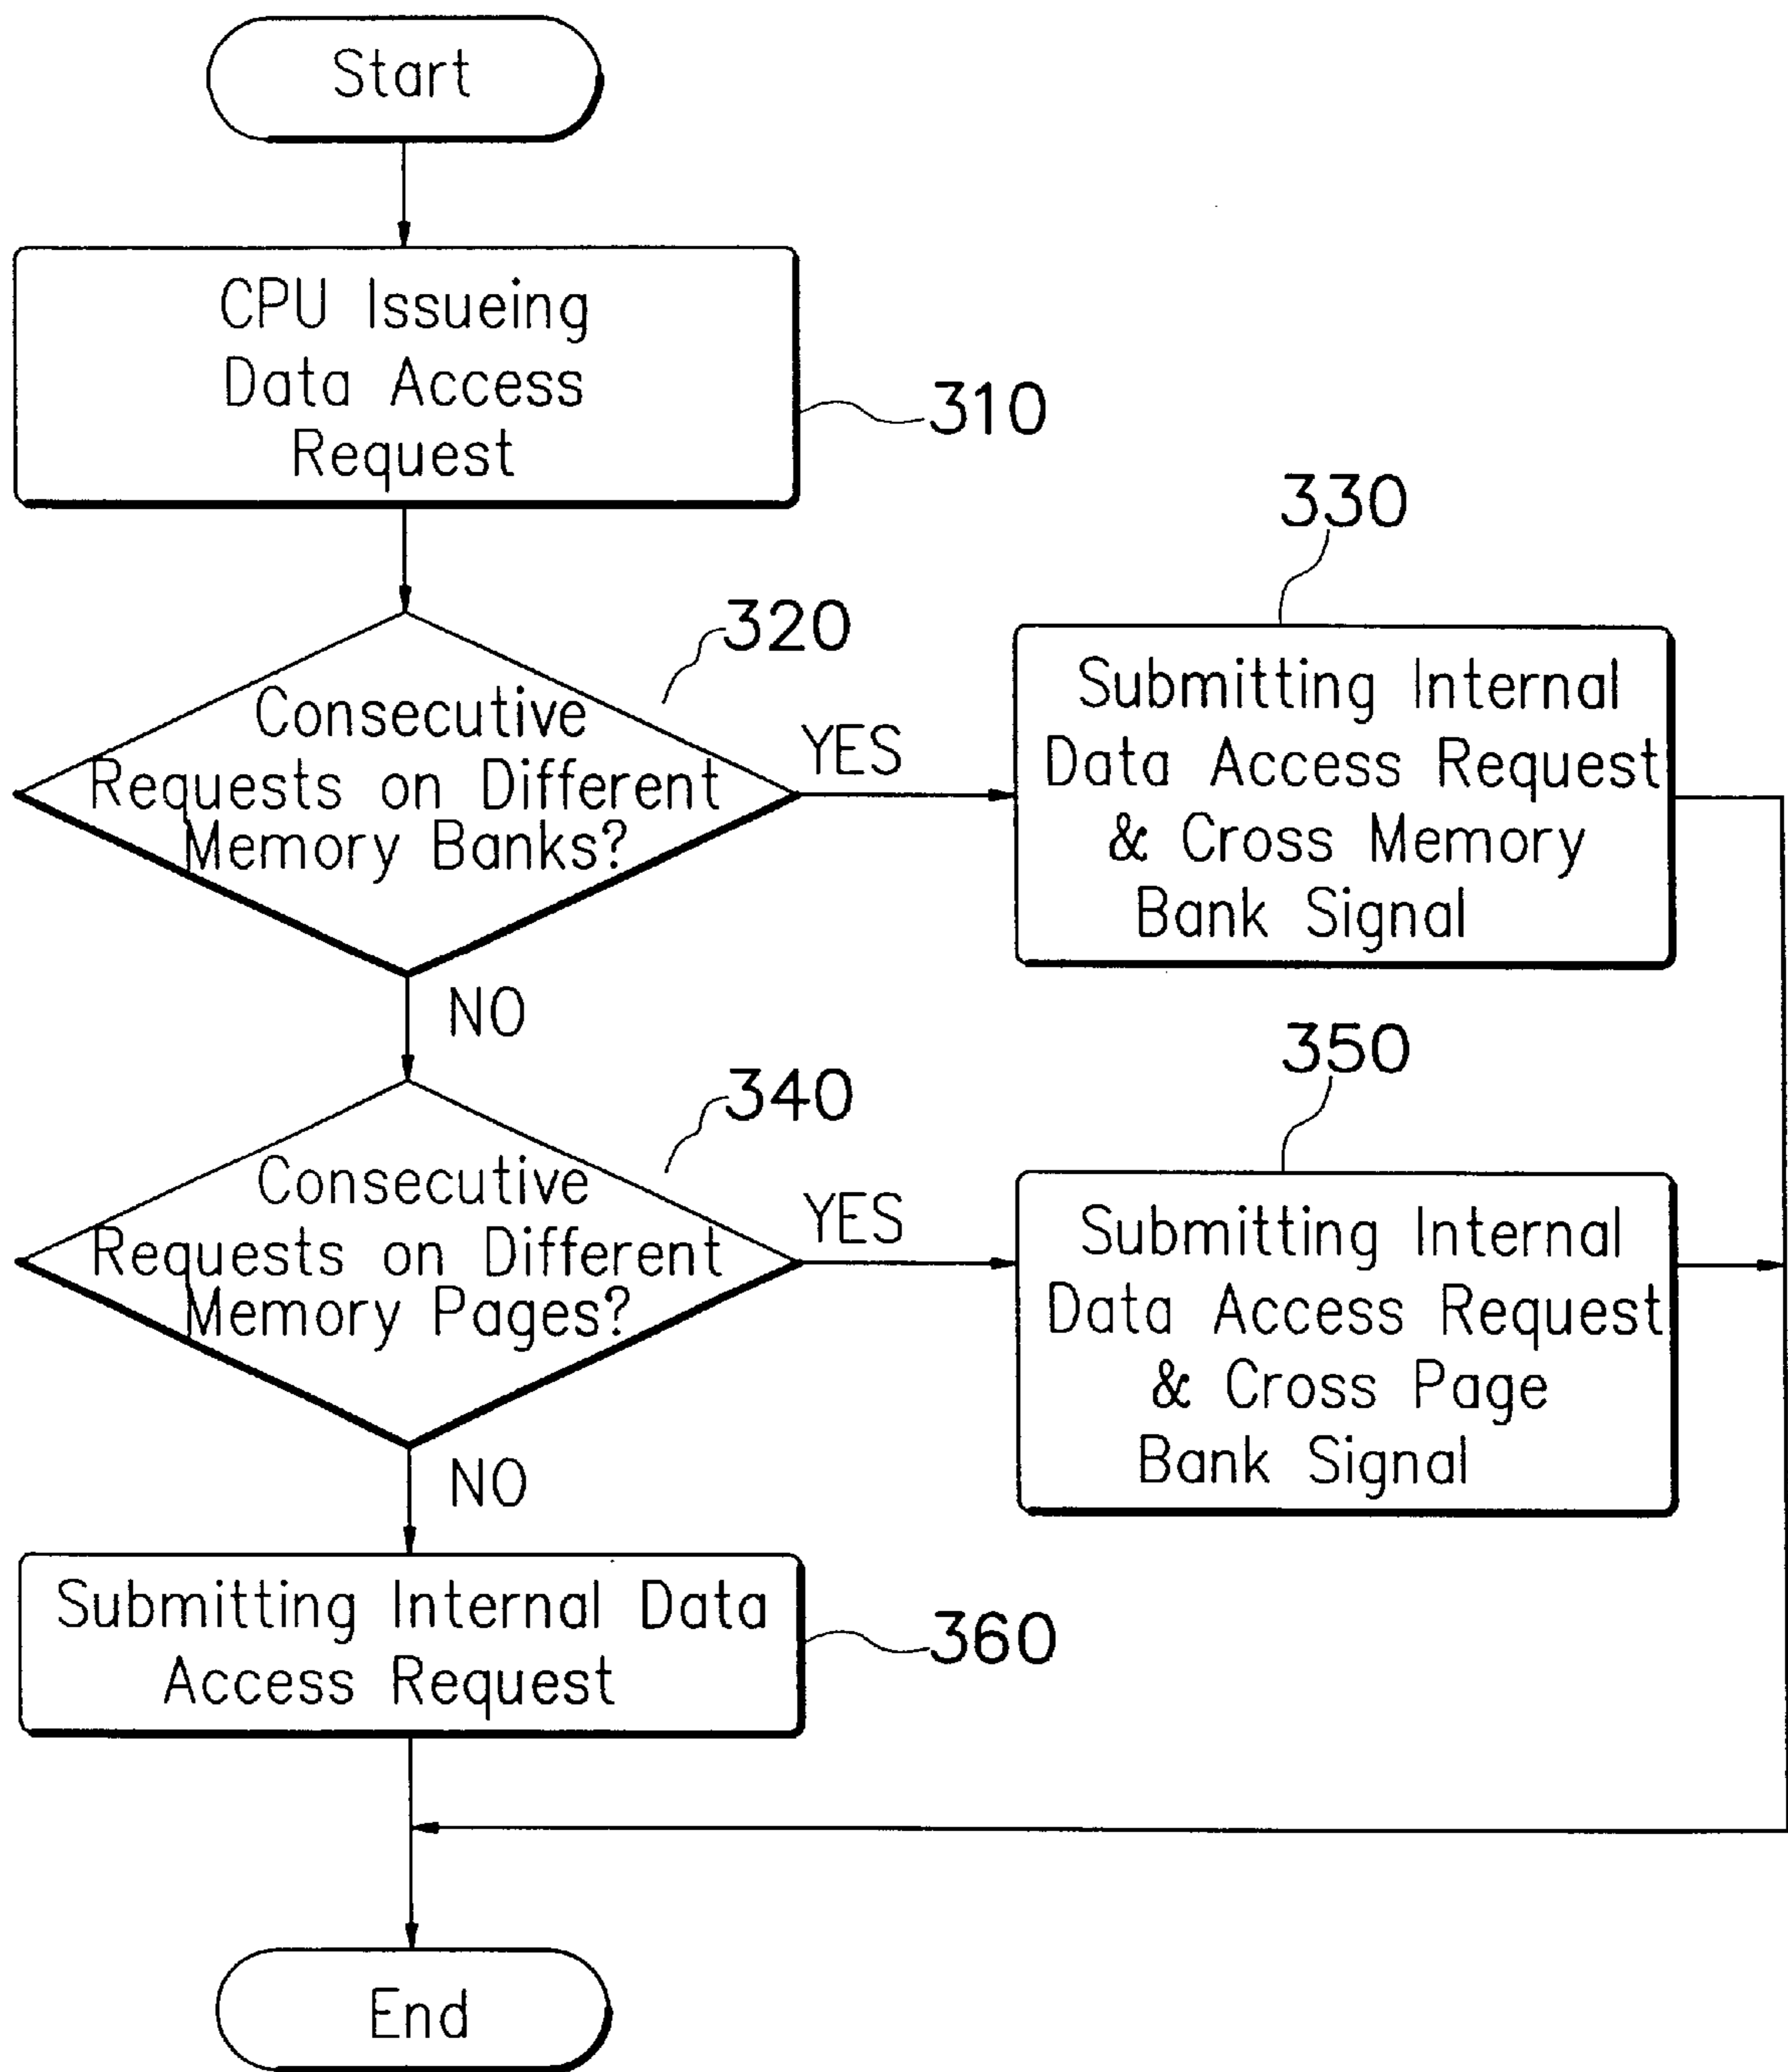 Start
CPU Issueing
Data Access
Request
310
320
Consecutive
Requests on Different
Memory Banks?
YES
330
Submitting Internal
Data Access Request
& Cross Memory
Bank Signal
NO
340
Consecutive
Requests on Different
Memory Pages?
YES
350
Submitting Internal
Data Access Request
& Cross Page
Bank Signal
NO
Submitting Internal Data
Access Request
360
End